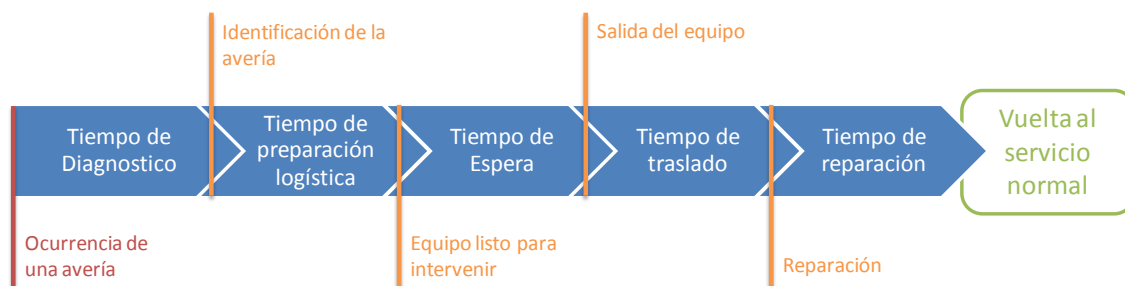 Identificación de la
avería
Salida del equipo
Tiempo de
Diagnostico
Tiempo de
preparación
logística
Tiempo de
Espera
Tiempo de
traslado
Tiempo de
reparación
Vuelta al
servicio
normal
Ocurrencia de
una avería
Equipo listo para
intervenir
Reparación